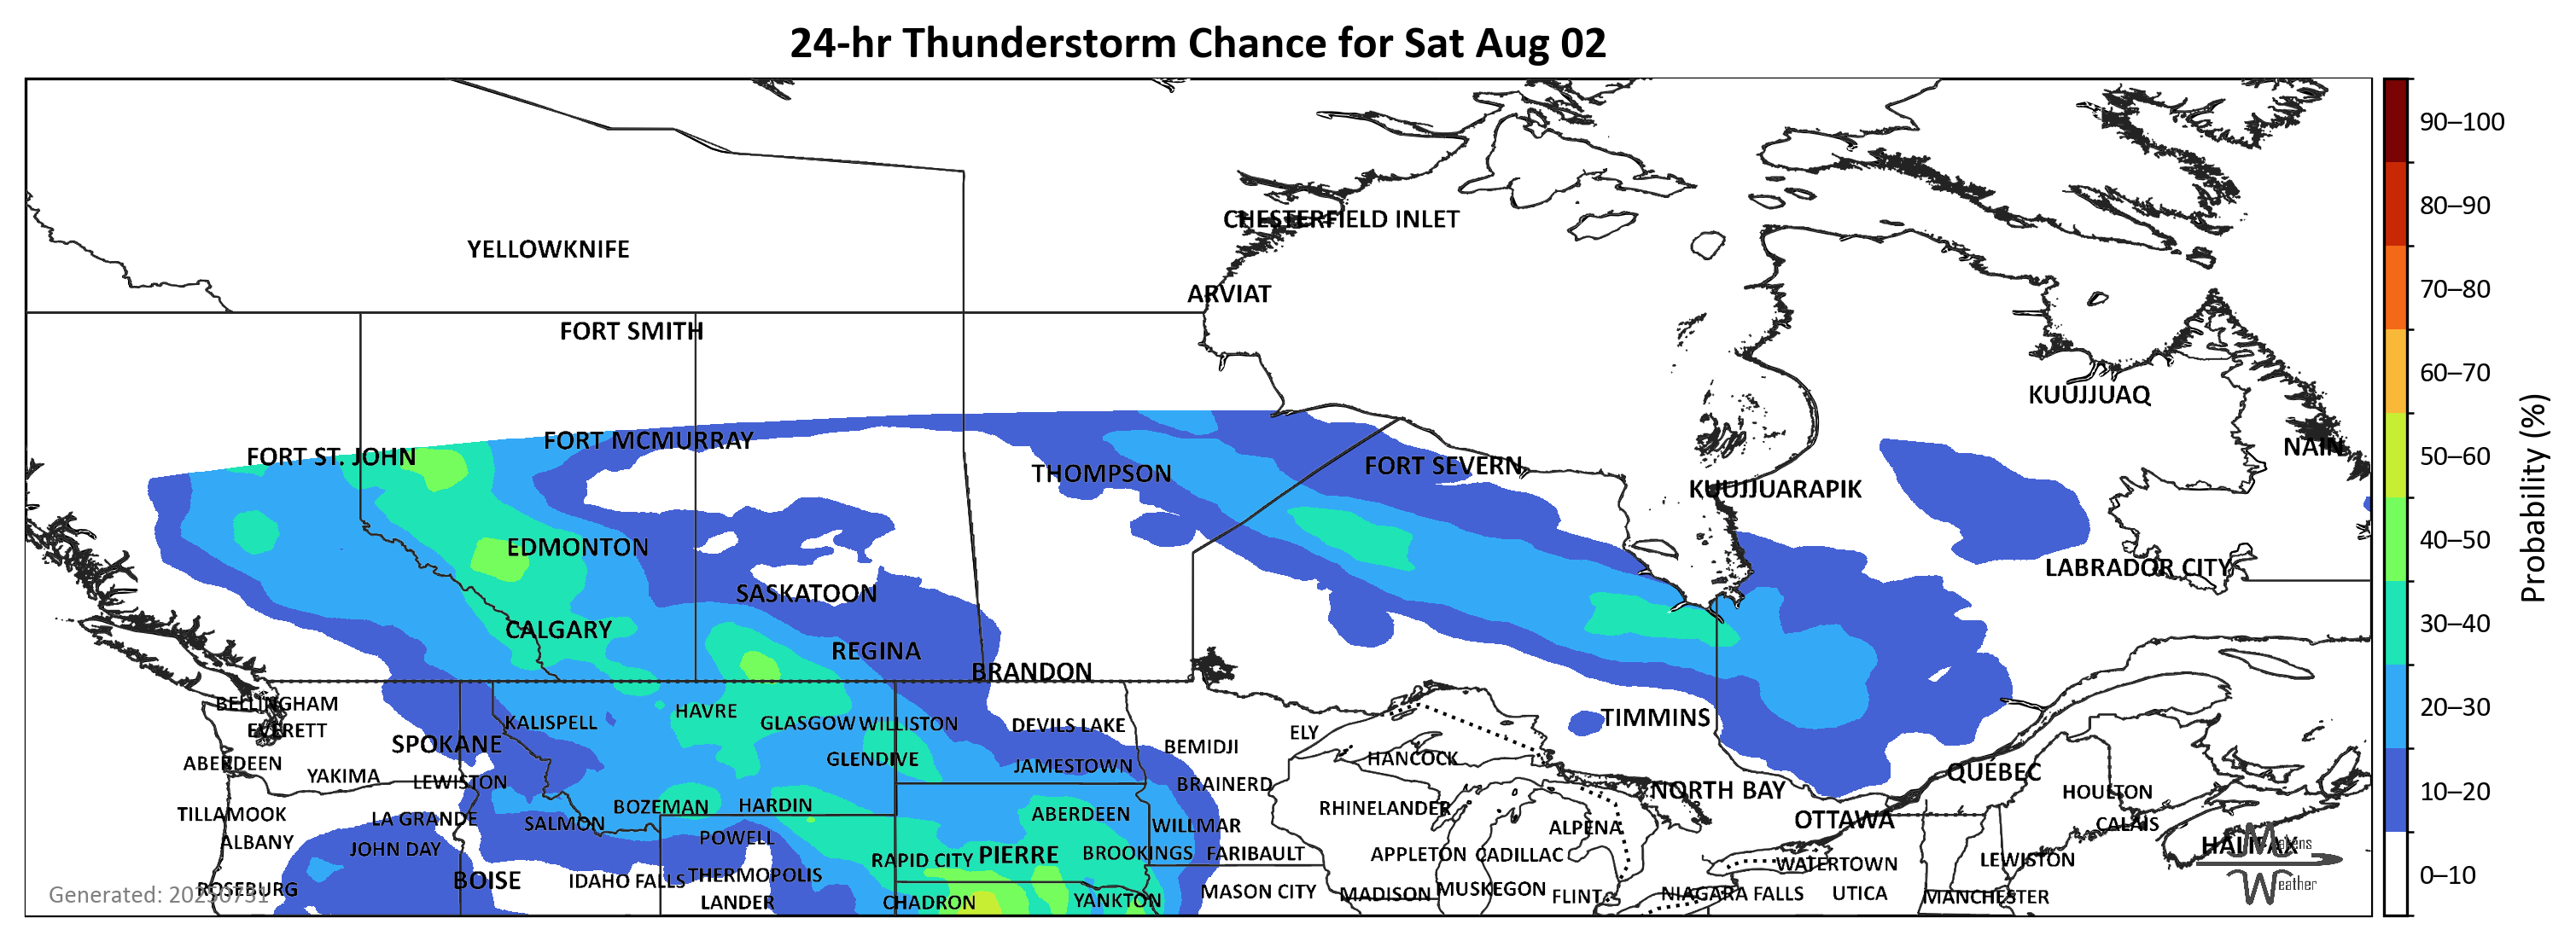 24-hr Thunderstorm Chance for Sat Aug 02
90–100
80–90
CHESTERFIELD INLET
YELLOWKNIFE
70–80
ARVIAT
FORT SMITH
60–70
KUUJJUAQ
FORT MCMURRAY
NAIN
FORT ST. JOHN
50–60
THOMPSON
FORT SEVERN
KUUJJUARAPIK
Probability (%)
EDMONTON
40–50
LABRADOR CITY
SASKATOON
CALGARY
30–40
REGINA
BRANDON
BELLINGHAM
KALISPELL
HAVRE
GLASGOW
WILLISTON
DEVILS LAKE
TIMMINS
20–30
EVERETT
ELY
SPOKANE
BEMIDJI
ABERDEEN
GLENDIVE
JAMESTOWN
HANCOCK
QUÉBEC
YAKIMA
LEWISTON
BRAINERD
NORTH BAY
HOULTON
10–20
TILLAMOOK
LA GRANDE
BOZEMAN
HARDIN
ABERDEEN
RHINELANDER
SALMON
WILLMAR
ALPENA
OTTAWA
CALAIS
ALBANY
JOHN DAY
POWELL
HALIFAX
RAPID CITY
PIERRE
BROOKINGS
FARIBAULT
APPLETON
CADILLAC
WATERTOWN
LEWISTON
BOISE
IDAHO FALLS
THERMOPOLIS
0–10
ROSEBURG
Generated: 20250731
LANDER
CHADRON
YANKTON
MASON CITY
MADISON
MUSKEGON
FLINT
NIAGARA FALLS
UTICA
MANCHESTER
Weather